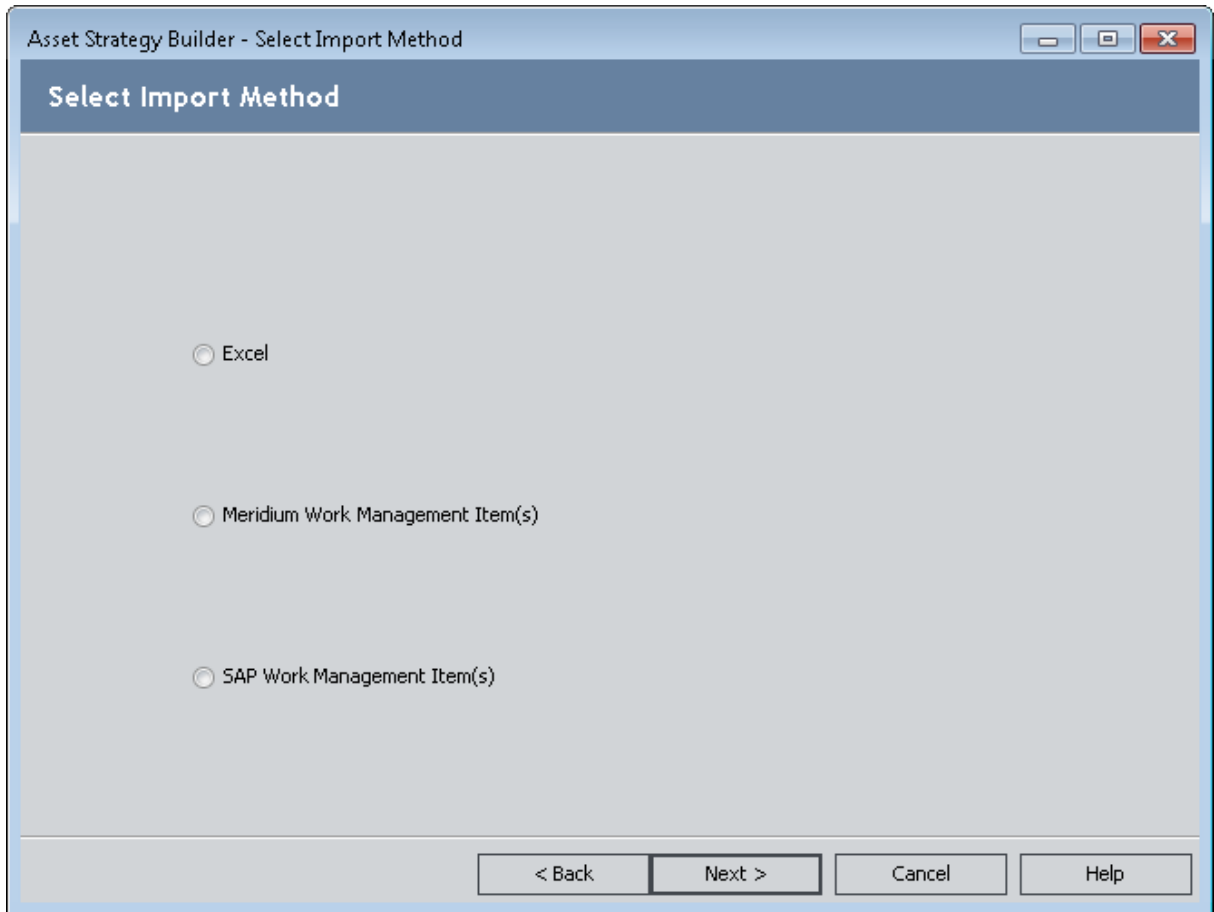 Asset Strategy Builder - Select Import Method
Select Import Method
Excel
Meridium Work Management Item(s)
SAP Work Management Item(s)
< Back Next > Cancel Help